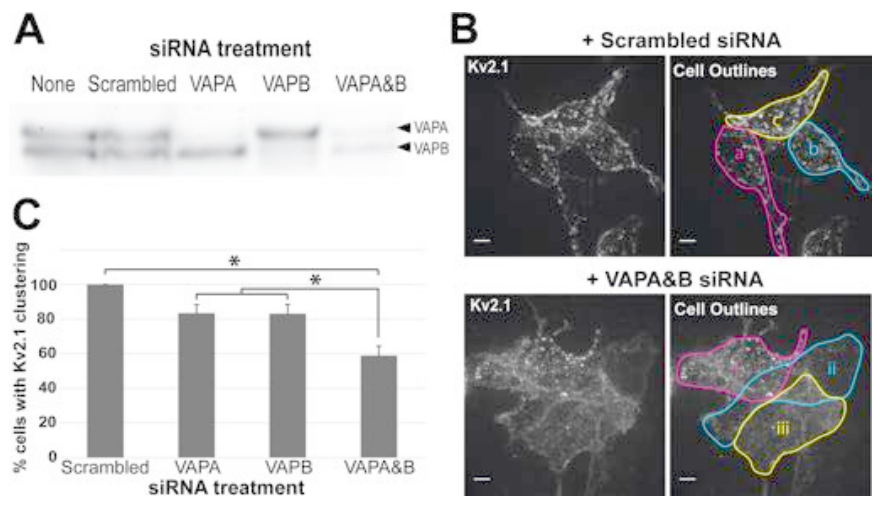 A
siRNA treatment
None Scrambled VAPA VAPB VAPA&B
VAPA
VAPB
B
+ Scrambled siRNA
Kv2.1
Cell Outlines
a
b
c
+ VAPA&B siRNA
Kv2.1
Cell Outlines
i
ii
iii
C
% cells with Kv2.1 clustering
100
80
60
40
20
0
*
*
Scrambled VAPA VAPB VAPA&B
siRNA treatment